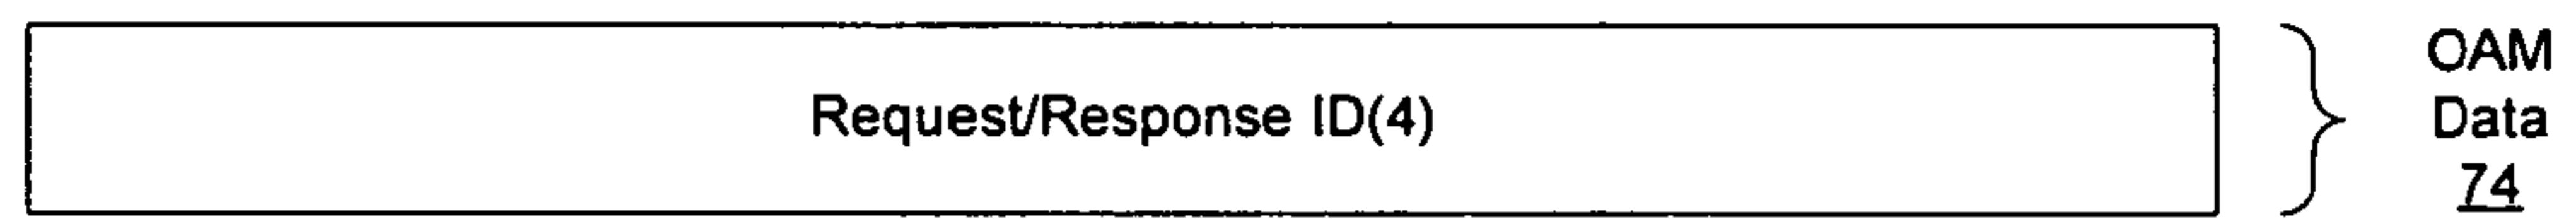 Request/Response ID(4)
OAM
Data
74